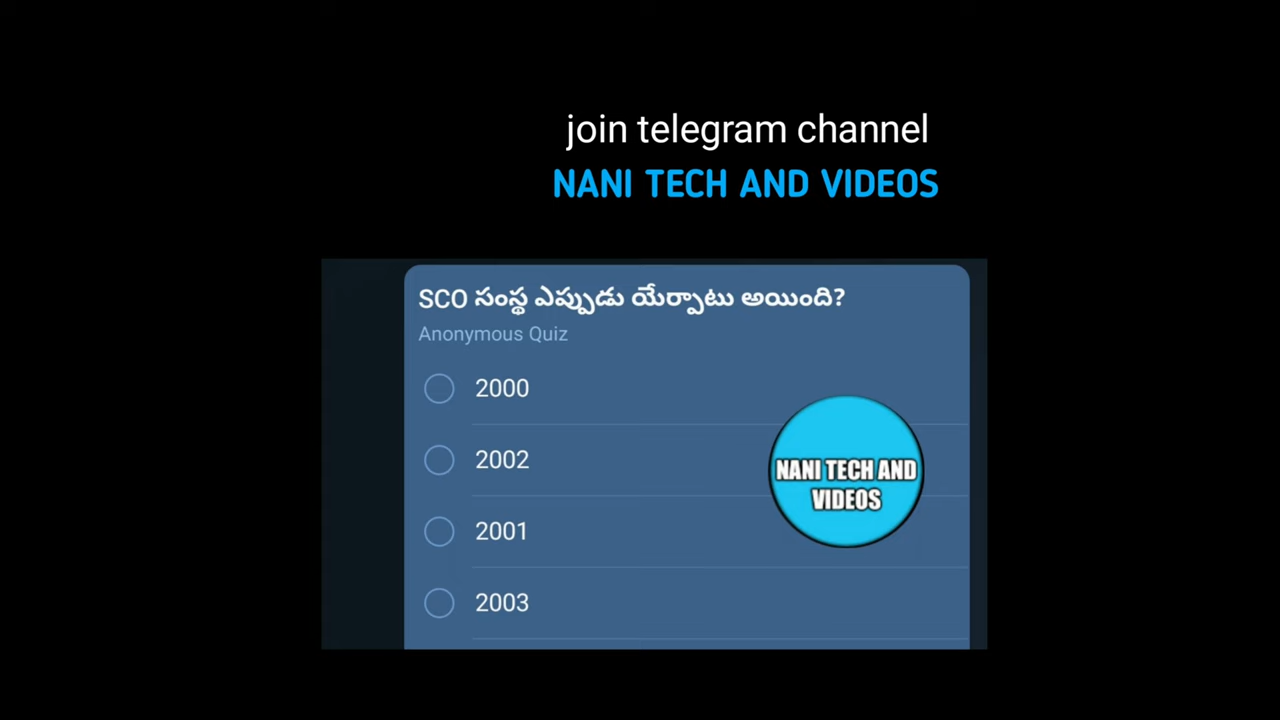 join telegram channel
NANI TECH AND VIDEOS
SCO సంస్థ ఎప్పుడు యేర్పాటు అయింది?
Anonymous Quiz
2000
2002
2001
2003
NANI TECH AND
VIDEOS